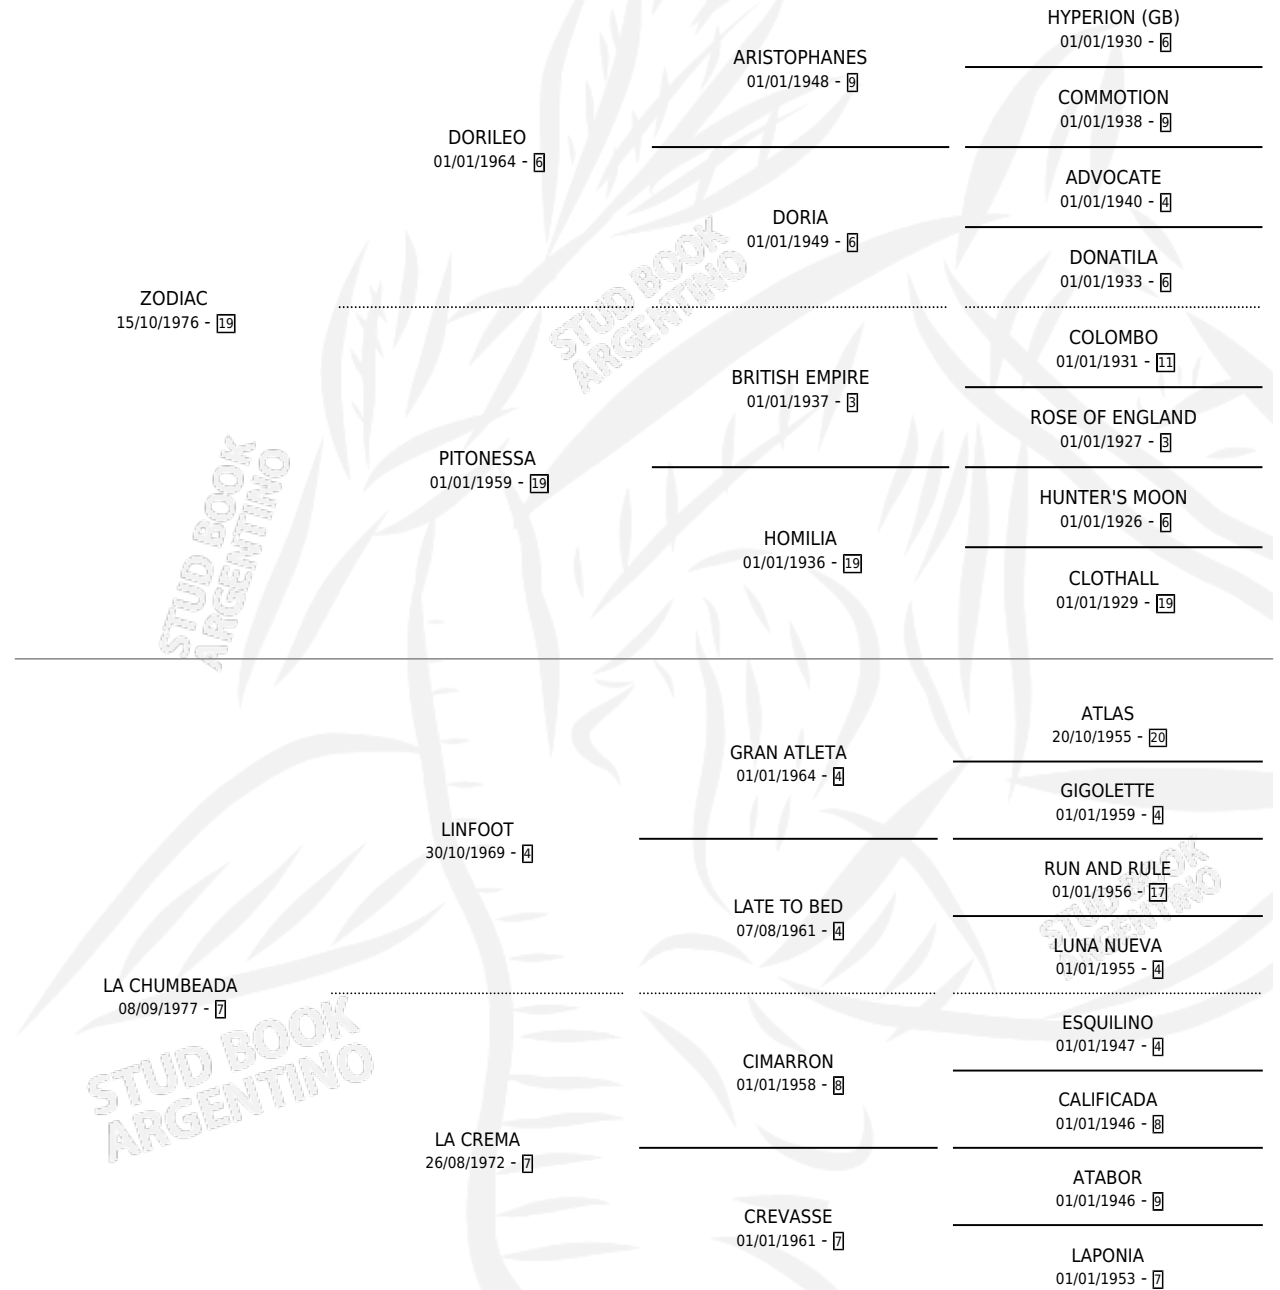 HYPERION (GB)
01/01/1930 - 6
ARISTOPHANES
01/01/1948 - 9
COMMOTION
01/01/1938 - 9
DORILEO
01/01/1964 - 6
ADVOCATE
01/01/1940 - 4
DORIA
01/01/1949 - 6
DONATILA
01/01/1933 - 6
ZODIAC
15/10/1976 - 19
STUD BOOK
ARGENTINO
COLOMBO
01/01/1931 - 11
BRITISH EMPIRE
01/01/1937 - 3
ROSE OF ENGLAND
01/01/1927 - 3
PITONESSA
01/01/1959 - 19
HUNTER'S MOON
01/01/1926 - 6
HOMILIA
01/01/1936 - 19
CLOTHALL
01/01/1929 - 19
STUD BOOK
ARGENTINO
ATLAS
20/10/1955 - 20
GRAN ATLETA
01/01/1964 - 4
GIGOLETTE
01/01/1959 - 4
LINFOOT
30/10/1969 - 4
RUN AND RULE
01/01/1956 - 17
LATE TO BED
07/08/1961 - 4
STUD BOOK
ARGENTINO
LUNA NUEVA
01/01/1955 - 4
LA CHUMBEADA
08/09/1977 - 7
ESQUILINO
01/01/1947 - 4
CIMARRON
01/01/1958 - 8
STUD BOOK
ARGENTINO
CALIFICADA
01/01/1946 - 8
LA CREMA
26/08/1972 - 7
ATABOR
01/01/1946 - 9
CREVASSE
01/01/1961 - 7
LAPONIA
01/01/1953 - 7